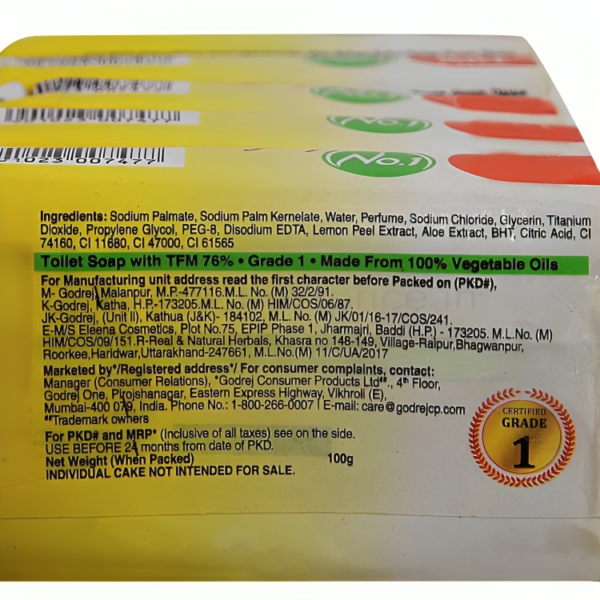 No.1
No.1
023 007477
Ingredients: Sodium Palmate, Sodium Palm Kernelate, Water, Perfume, Sodium Chloride, Glycerin, Titanium
Dioxide, Propylene Glycol, PEG-8, Disodium EDTA, Lemon Peel Extract, Aloe Extract, BHT, Citric Acid, CI
74160, CI 11680, CI 47000, CI 61565
Toilet Soap with TFM 76% • Grade 1 • Made From 100% Vegetable Oils
For Manufacturing unit address read the first character before Packed on (PKD#),
M- Godrej Malanpur, M.P.-477116.M.L. No. (M) 32/2/91.
K-Godrej, Katha, H.P.-173205.M.L. No. (M) HIM/COS/06/87.
JK-Godrej, (Unit II), Kathua (J&K)- 184102, M.L. No. (M) JK/01/16-17/COS/241.
E-M/S Eleena Cosmetics, Plot No.75, EPIP Phase 1, Jharmajri, Baddi (H.P.) - 173205. M.L.No. (M)
HIM/COS/09/151.R-Real & Natural Herbals, Khasra no 148-149, Village-Raipur,Bhagwanpur,
Roorkee,Haridwar,Uttarakhand-247661, M.L.No.(M) 11/C/UA/2017
Marketed by*/Registered address*/ For consumer complaints, contact:
Manager (Consumer Relations), *Godrej Consumer Products Ltd**., 4th Floor,
Godrej One, Pirojshanagar, Eastern Express Highway, Vikhroli (E),
Mumbai-400 079, India. Phone No.: 1-800-266-0007 I E-mail: care@godrejcp.com
**Trademark owners
For PKD# and MRP* (Inclusive of all taxes) see on the side.
USE BEFORE 24 months from date of PKD.
Net Weight (When Packed) 100g
INDIVIDUAL CAKE NOT INTENDED FOR SALE.
CERTIFIED
GRADE
1